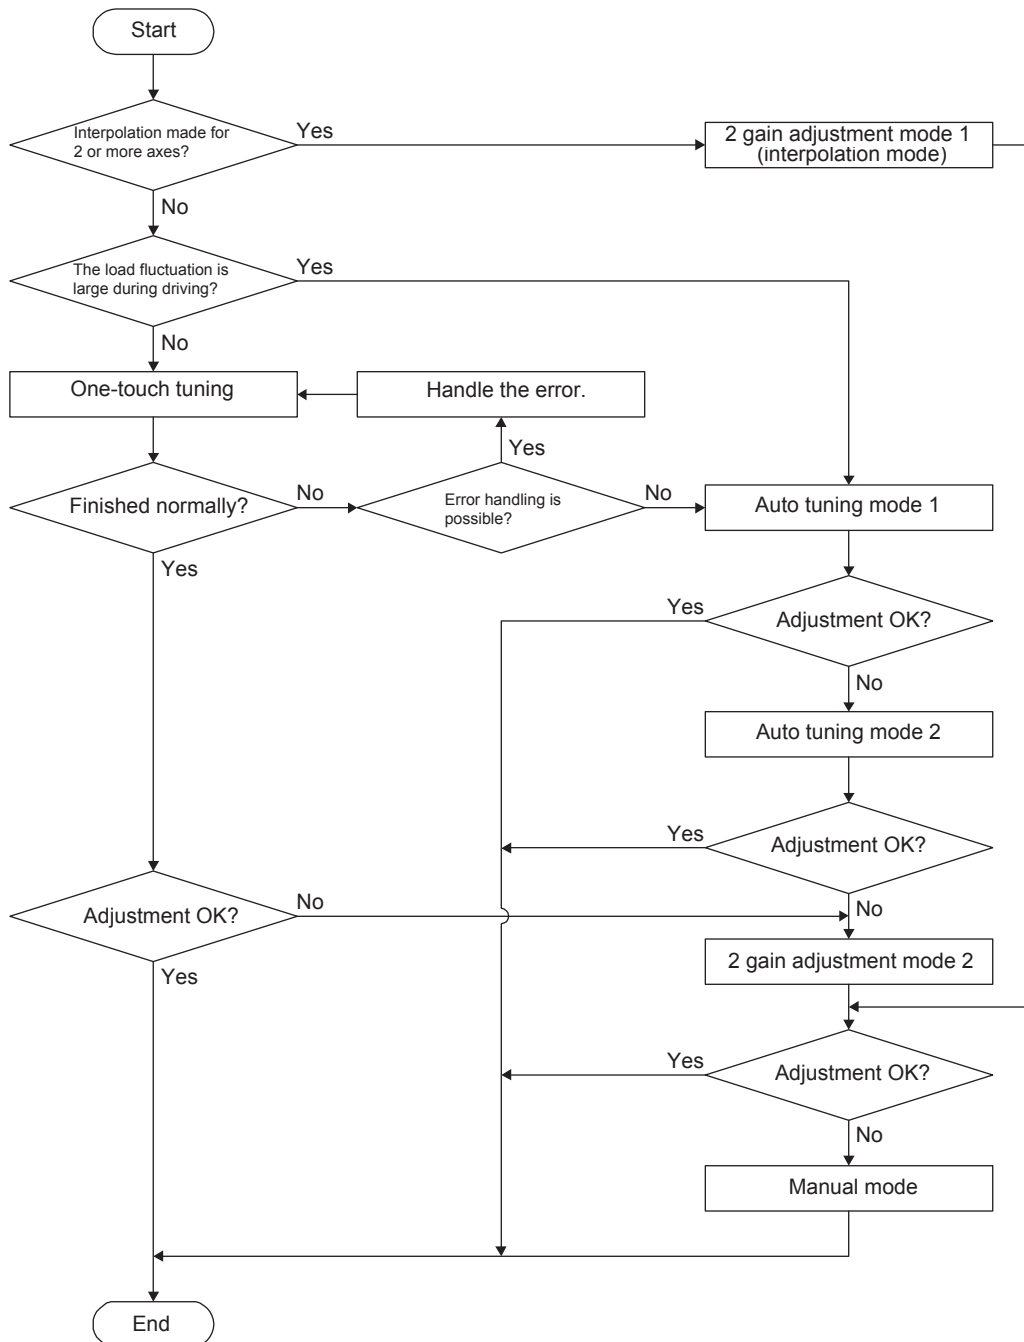 Start
Interpolation made for
2 or more axes?
Yes
2 gain adjustment mode 1
(interpolation mode)
No
The load fluctuation is
large during driving?
Yes
No
One-touch tuning
Handle the error.
Yes
Finished normally?
No
Error handling is
possible?
No
Auto tuning mode 1
Yes
Yes
Adjustment OK?
No
Auto tuning mode 2
Yes
Adjustment OK?
Adjustment OK?
No
No
Yes
2 gain adjustment mode 2
Yes
Adjustment OK?
No
Manual mode
End